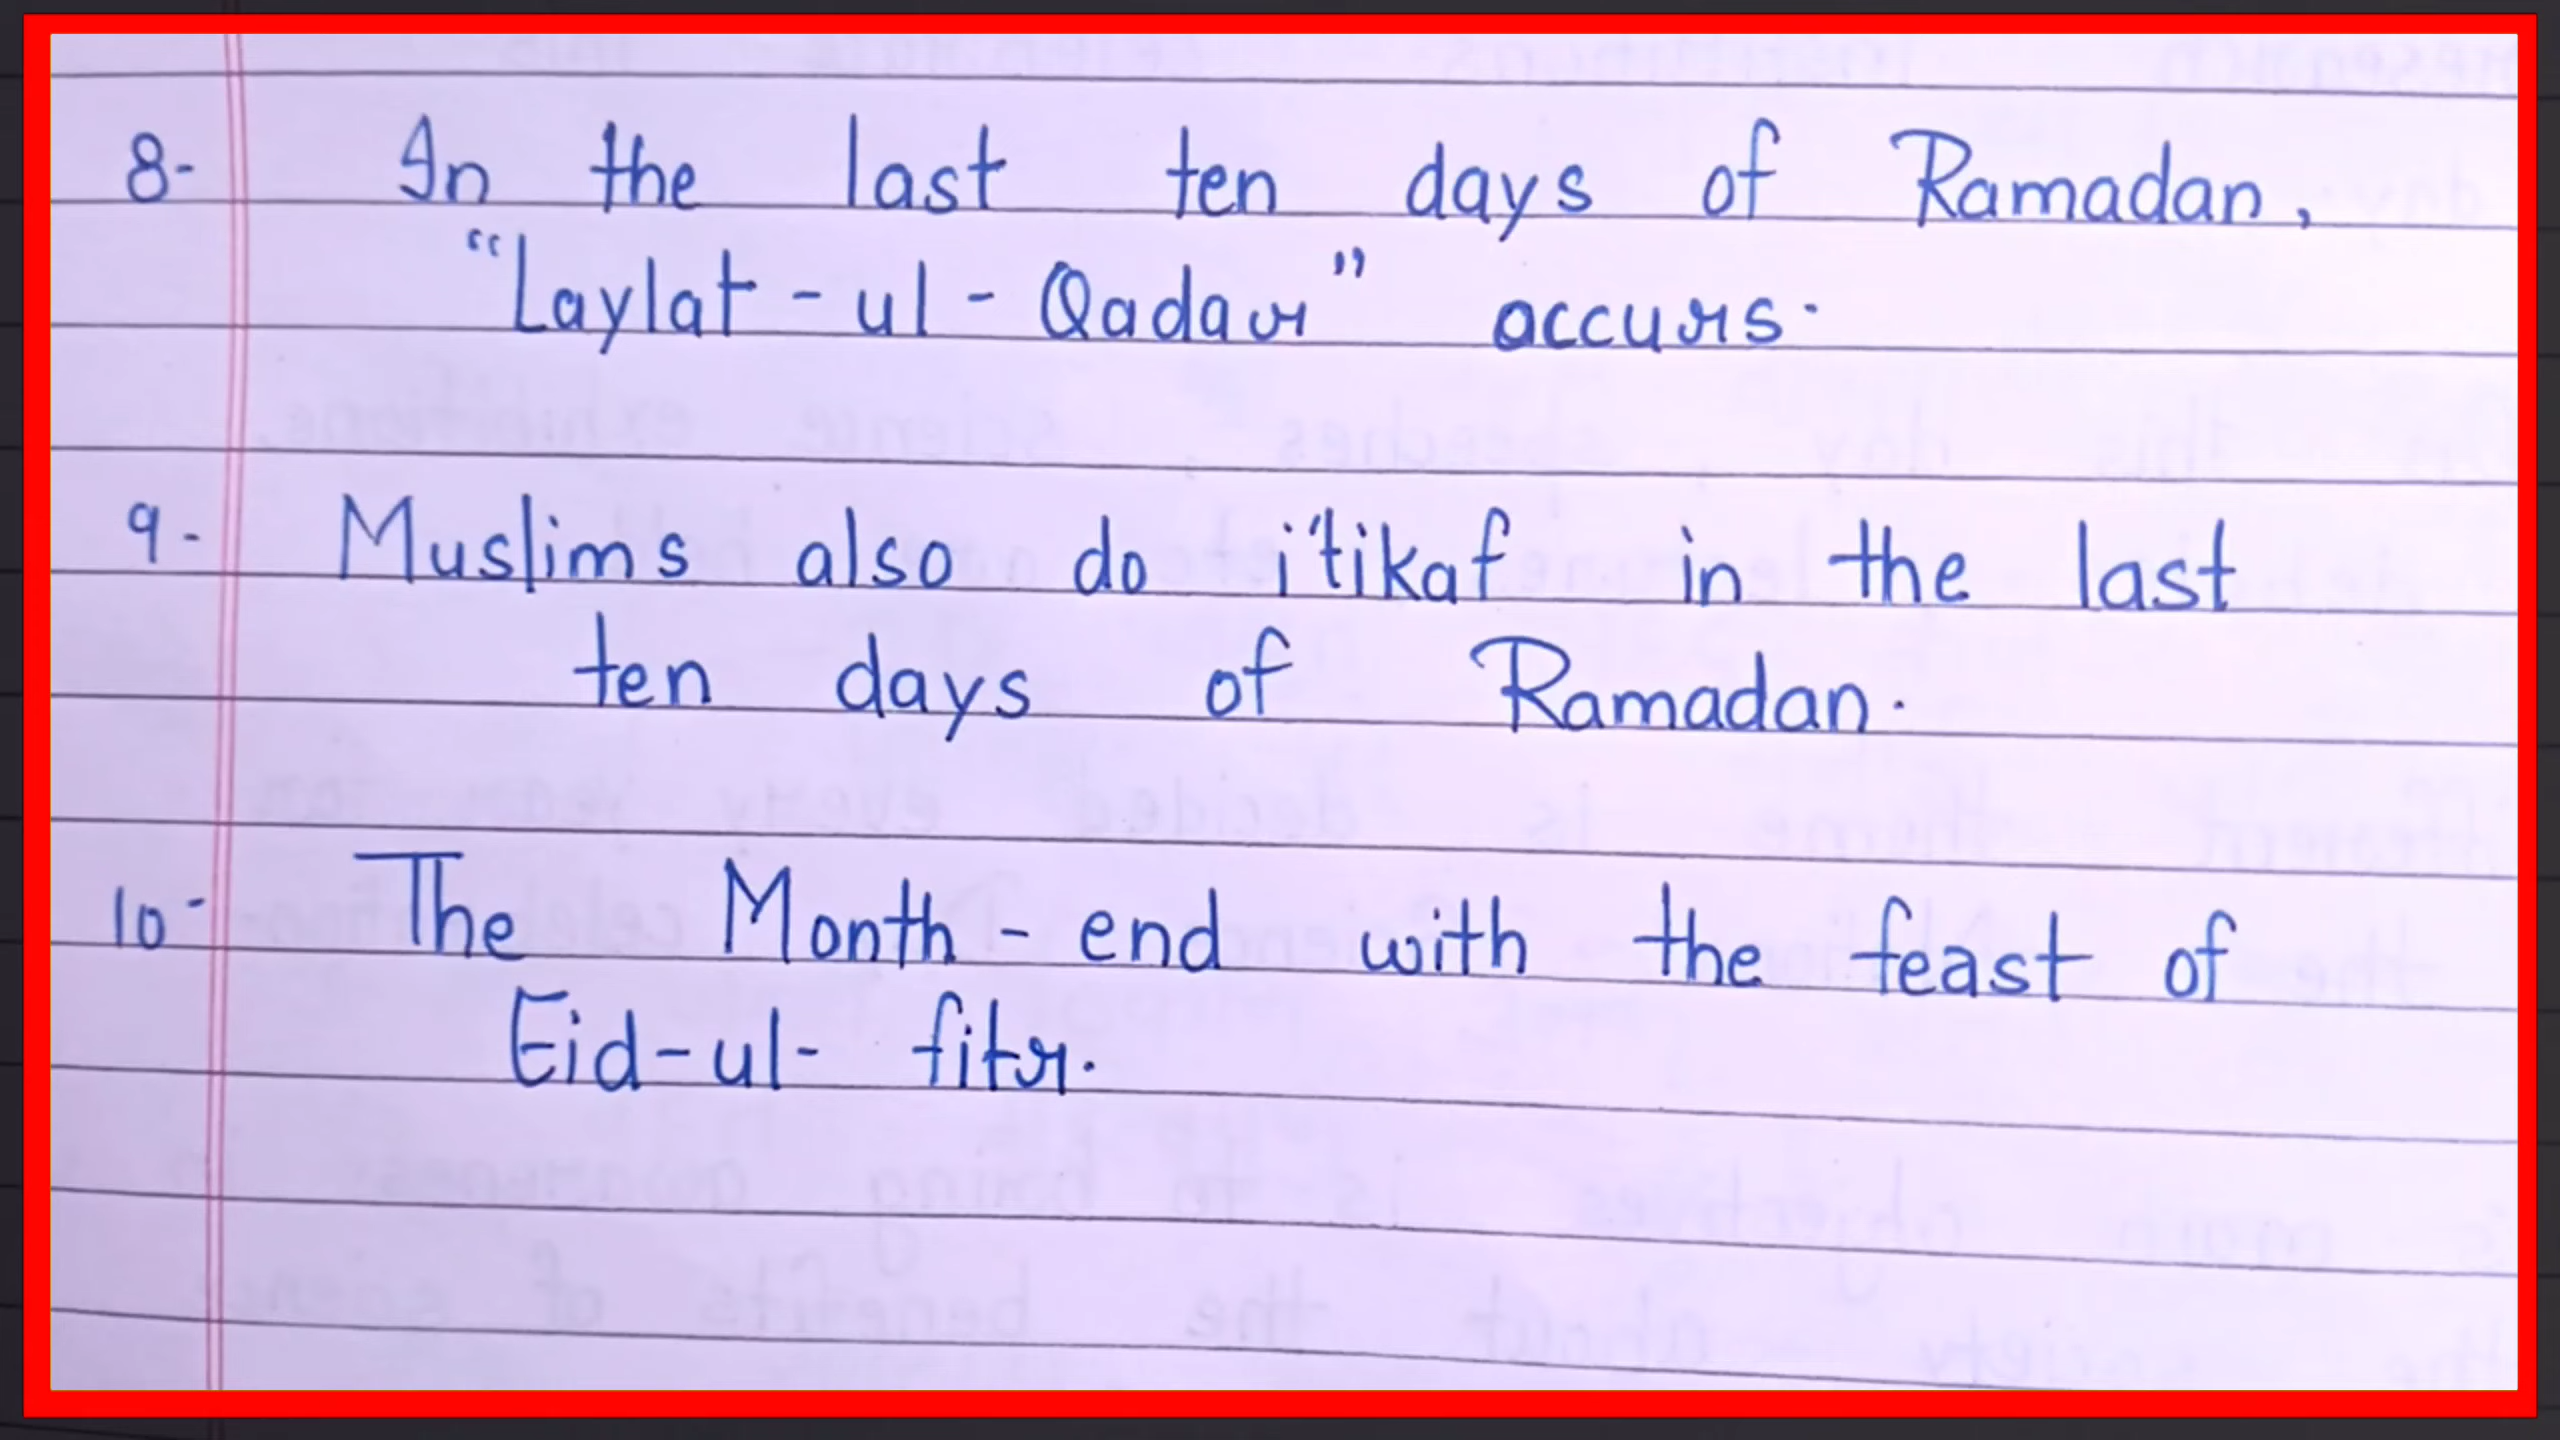 8- In the last ten days of Ramadan,
"Laylat-ul-Qadar" occurs.
9- Muslims also do i'tikaf in the last
ten days of Ramadan.
10- The Month-end with the feast of
Eid-ul- fitr.